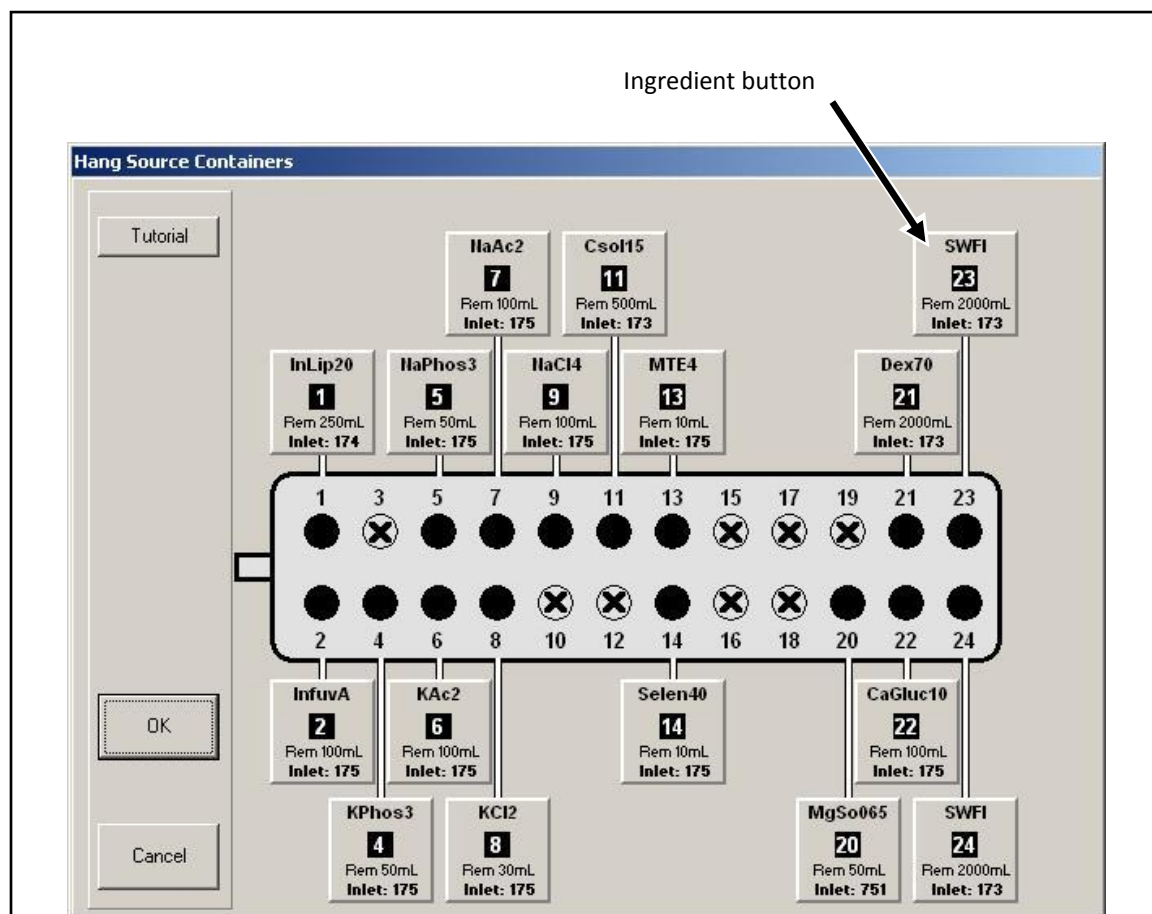 Ingredient button
Hang Source Containers
Tutorial
NaAc2
7
Rem 100mL
Inlet: 175
Csol15
11
Rem 500mL
Inlet: 173
SWFI
23
Rem 2000mL
Inlet: 173
InLip20
1
Rem 250mL
Inlet: 174
NaPhos3
5
Rem 50mL
Inlet: 175
NaCl4
9
Rem 100mL
Inlet: 175
MTE4
13
Rem 10mL
Inlet: 175
Dex70
21
Rem 2000mL
Inlet: 173
1 3 5 7 9 11 13 15 17 19 21 23
2 4 6 8 10 12 14 16 18 20 22 24
InfuvA
2
Rem 100mL
Inlet: 175
KAc2
6
Rem 100mL
Inlet: 175
Selen40
14
Rem 10mL
Inlet: 175
CaGluc10
22
Rem 100mL
Inlet: 175
OK
KPhos3
4
Rem 50mL
Inlet: 175
KCl2
8
Rem 30mL
Inlet: 175
MgSo065
20
Rem 50mL
Inlet: 751
SWFI
24
Rem 2000mL
Inlet: 173
Cancel